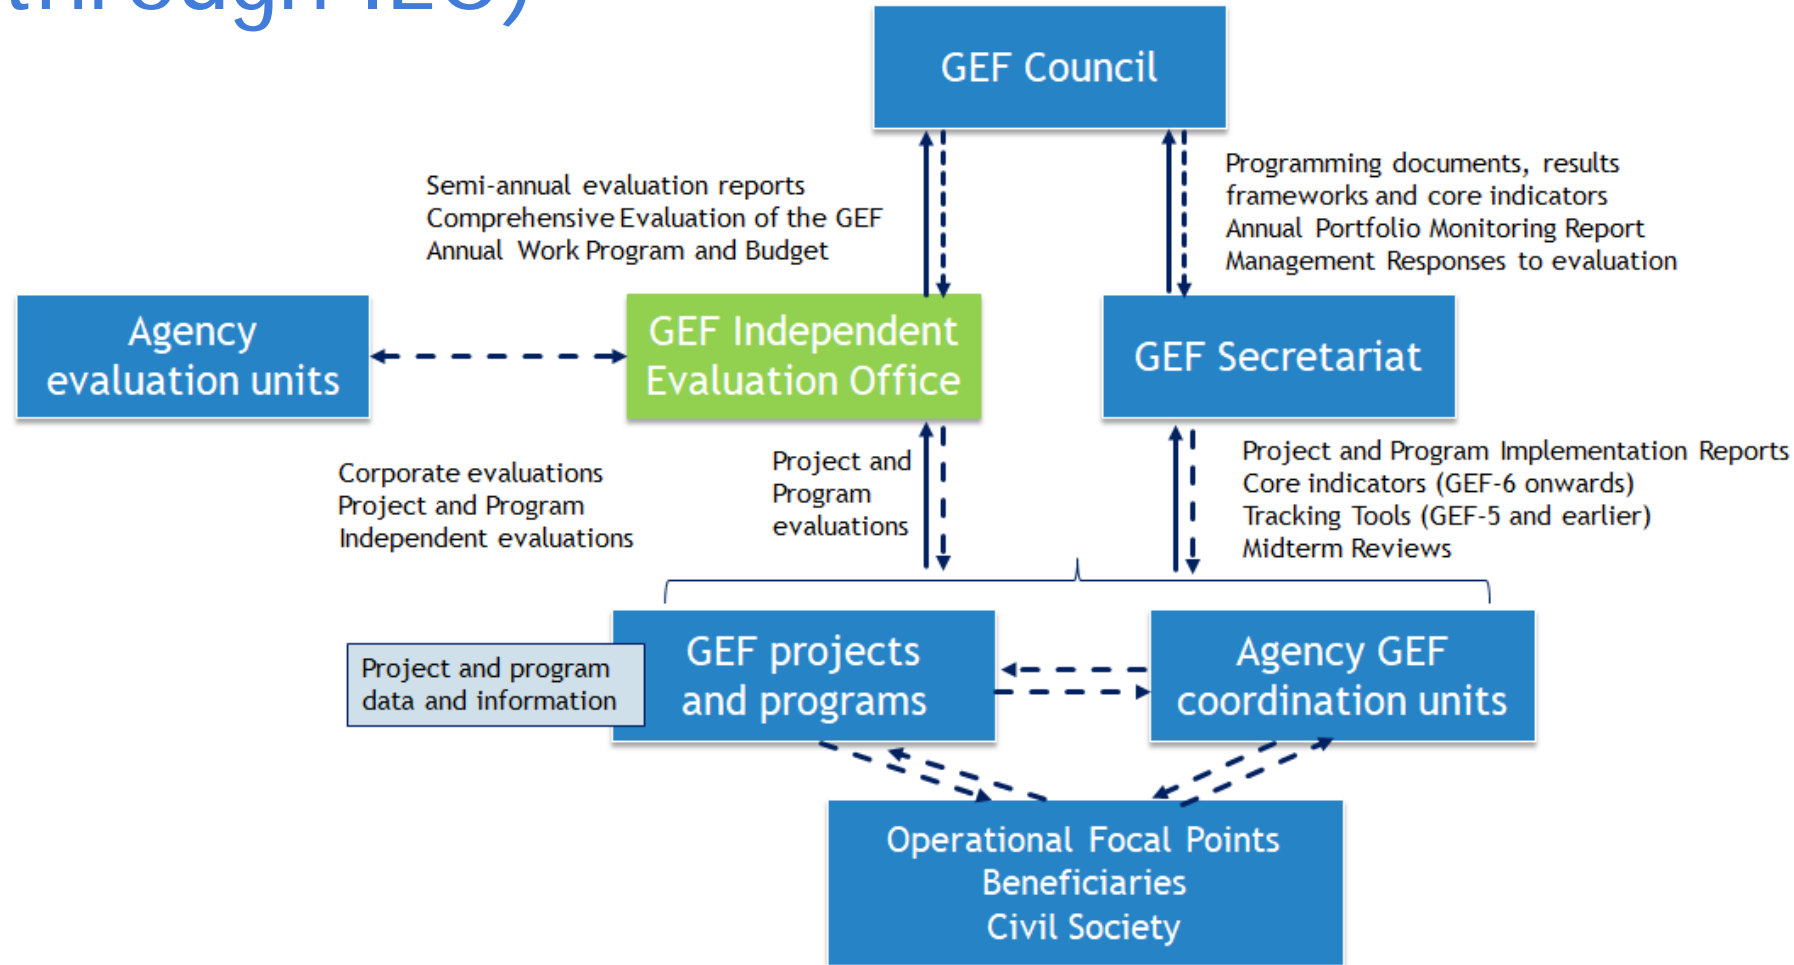 through IEO)
GEF Council
Semi-annual evaluation reports
Comprehensive Evaluation of the GEF
Annual Work Program and Budget
Programming documents, results
frameworks and core indicators
Annual Portfolio Monitoring Report
Management Responses to evaluation
Agency
evaluation units
GEF Independent
Evaluation Office
GEF Secretariat
Corporate evaluations
Project and Program
Independent evaluations
Project and
Program
evaluations
Project and Program Implementation Reports
Core indicators (GEF-6 onwards)
Tracking Tools (GEF-5 and earlier)
Midterm Reviews
Project and program
data and information
GEF projects
and programs
Agency GEF
coordination units
Operational Focal Points
Beneficiaries
Civil Society